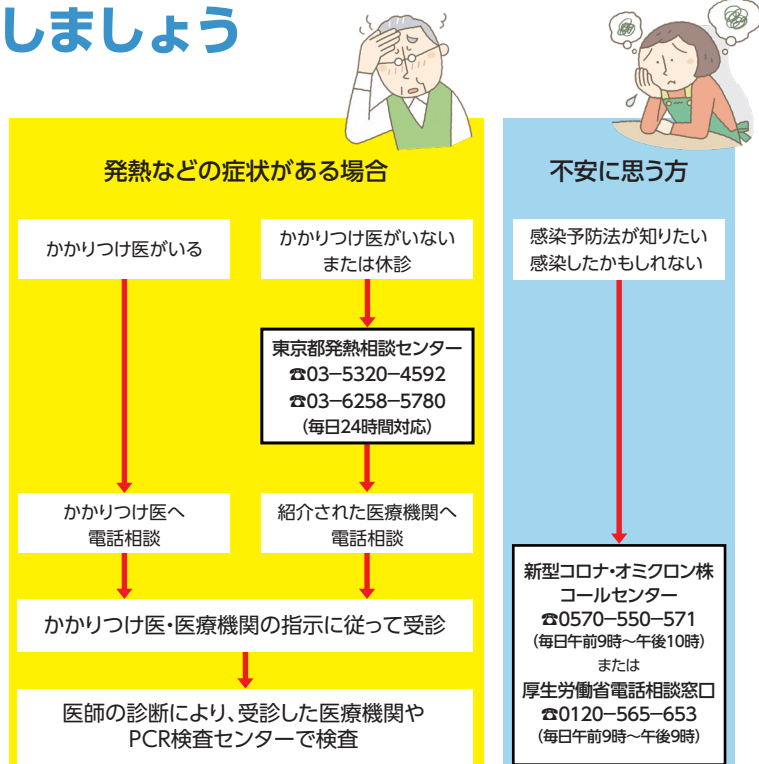 しましょう
発熱などの症状がある場合
かかりつけ医がいる
かかりつけ医がいない
または休診
東京都発熱相談センター
☎03−5320−4592
☎03−6258−5780
（毎日24時間対応）
かかりつけ医へ
電話相談
紹介された医療機関へ
電話相談
かかりつけ医・医療機関の指示に従って受診
医師の診断により、受診した医療機関や
PCR検査センターで検査
不安に思う方
感染予防法が知りたい
感染したかもしれない
新型コロナ・オミクロン株
コールセンター
☎0570−550−571
（毎日午前9時〜午後10時）
または
厚生労働省電話相談窓口
☎0120−565−653
（毎日午前9時〜午後9時）